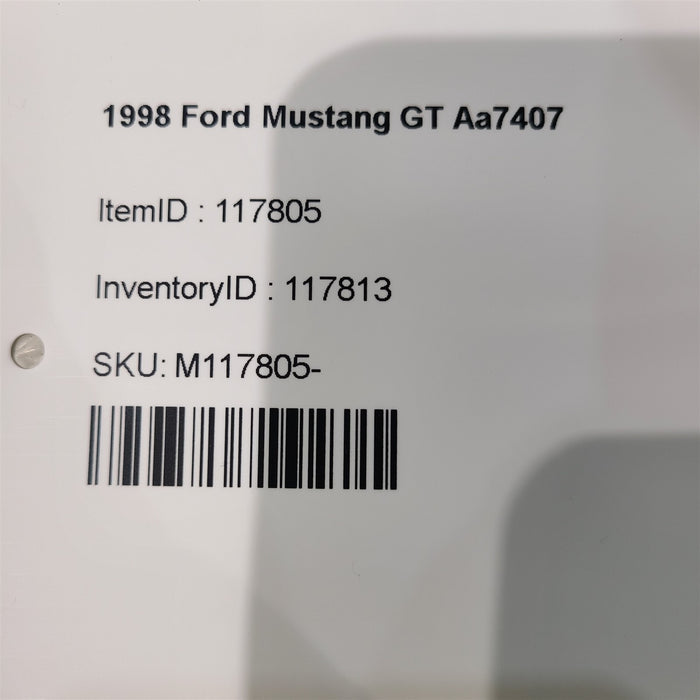 1998 Ford Mustang GT Aa7407
ItemID : 117805
InventoryID : 117813
SKU: M117805-